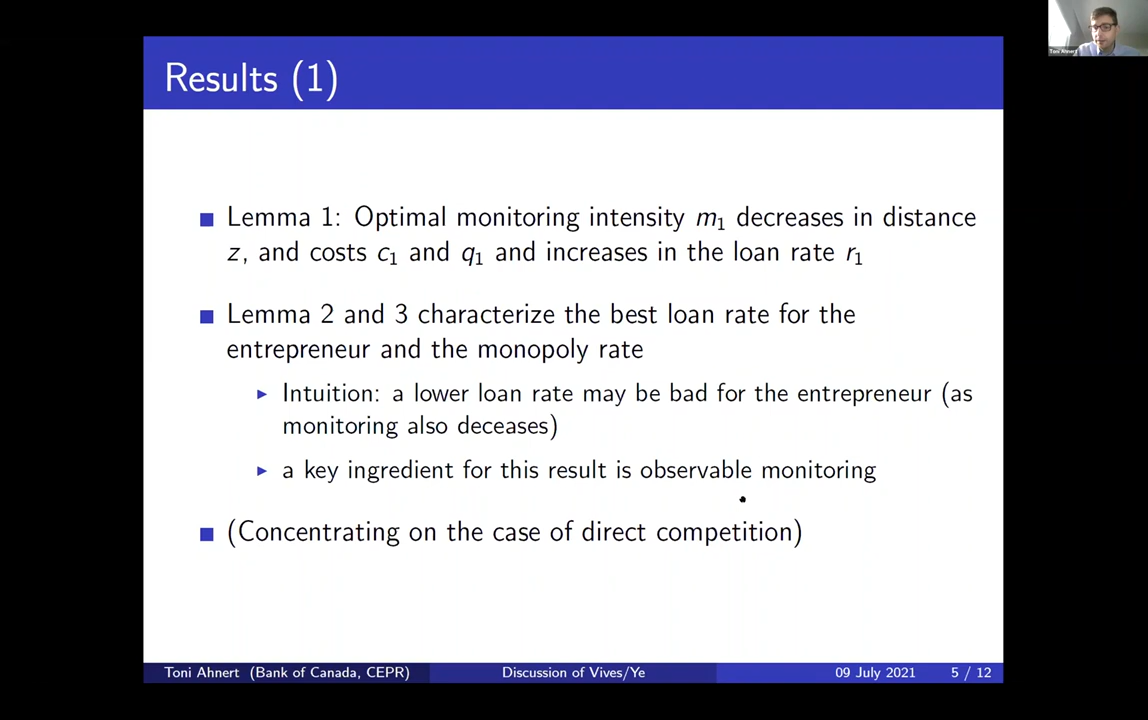 Toni Ahnert
Results (1)
Lemma 1: Optimal monitoring intensity m₁ decreases in distance
z, and costs c₁ and q₁ and increases in the loan rate r₁
Lemma 2 and 3 characterize the best loan rate for the
entrepreneur and the monopoly rate
Intuition: a lower loan rate may be bad for the entrepreneur (as
monitoring also deceases)
a key ingredient for this result is observable monitoring
(Concentrating on the case of direct competition)
Toni Ahnert (Bank of Canada, CEPR) Discussion of Vives/Ye 09 July 2021 5 / 12